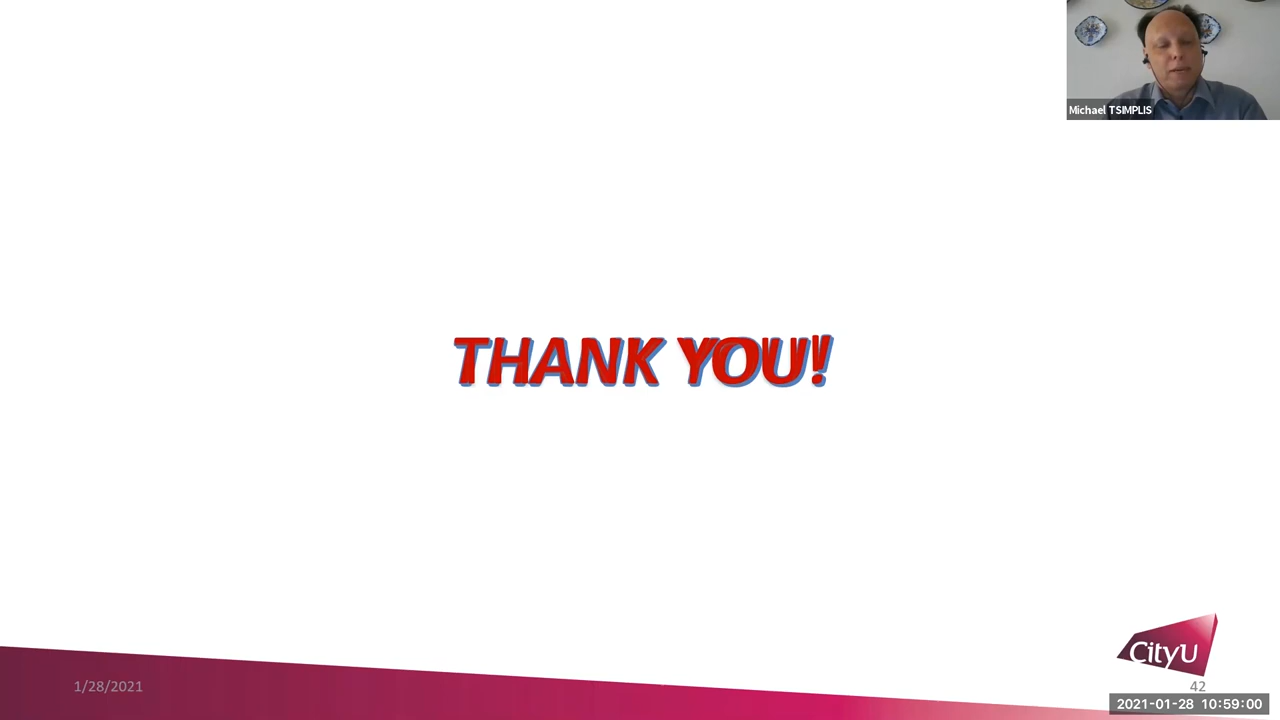 Michael TSIMPLIS
THANK YOU!
CityU
1/28/2021
42
2021-01-28 10:59:00